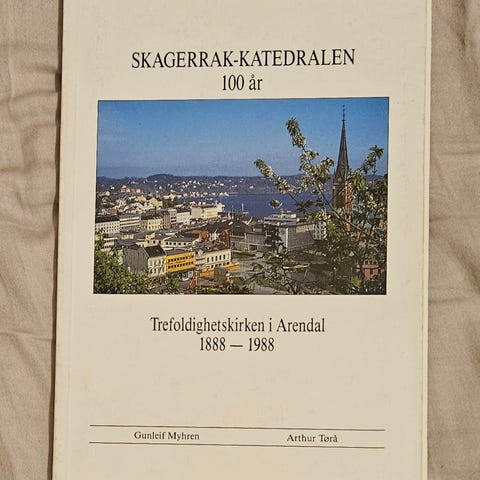 SKAGERRAK-KATEDRALEN
100 år
Trefoldighetskirken i Arendal
1888 — 1988
Gunleif Myhren Arthur Tørå